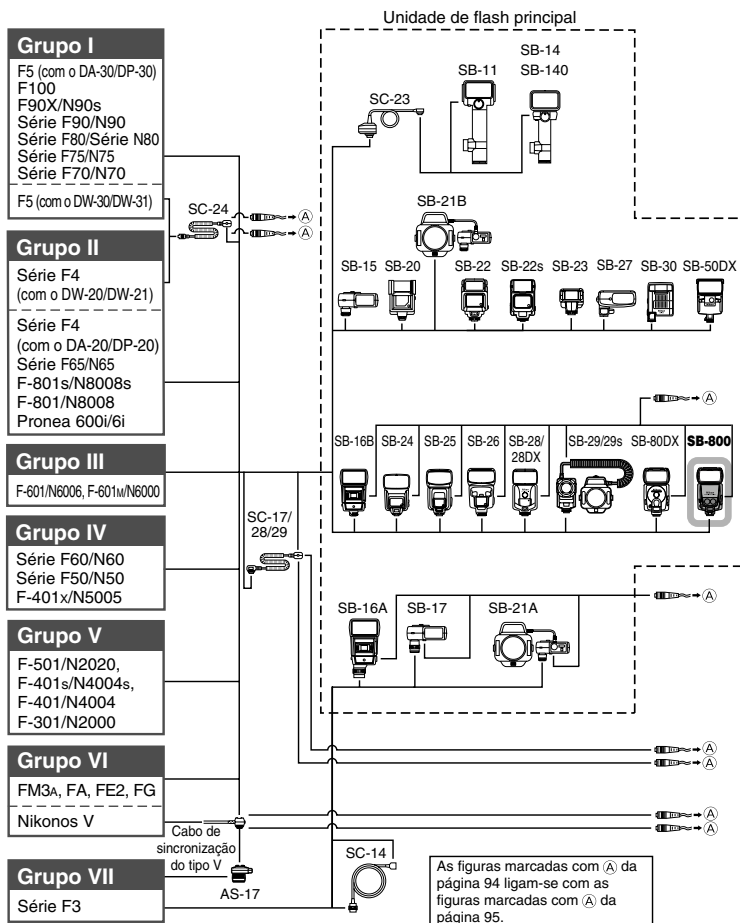 Unidade de flash principal
Grupo I
F5 (com o DA-30/DP-30)
F100
F90X/N90s
Série F90/N90
Série F80/Série N80
Série F75/N75
Série F70/N70
F5 (com o DW-30/DW-31)
Grupo II
Série F4
(com o DW-20/DW-21)
Série F4
(com o DA-20/DP-20)
Série F65/N65
F-801s/N8008s
F-801/N8008
Pronea 600i/6i
Grupo III
F-601/N6006, F-601M/N6000
Grupo IV
Série F60/N60
Série F50/N50
F-401x/N5005
Grupo V
F-501/N2020,
F-401s/N4004s,
F-401/N4004
F-301/N2000
Grupo VI
FM3A, FA, FE2, FG
Nikonos V
Grupo VII
Série F3
SC-24
A
A
SC-17/
28/29
Cabo de
sincronização
do tipo V
AS-17
SC-23
SB-11
SB-14
SB-140
SB-21B
SB-15 SB-20 SB-22 SB-22s SB-23 SB-27 SB-30 SB-50DX
A
SB-16B SB-24 SB-25 SB-26 SB-28/
28DX
SB-29/29s SB-80DX SB-800
A
SB-16A SB-17 SB-21A
A
A
A
A
SC-14
As figuras marcadas com A da
página 94 ligam-se com as
figuras marcadas com A da
página 95.